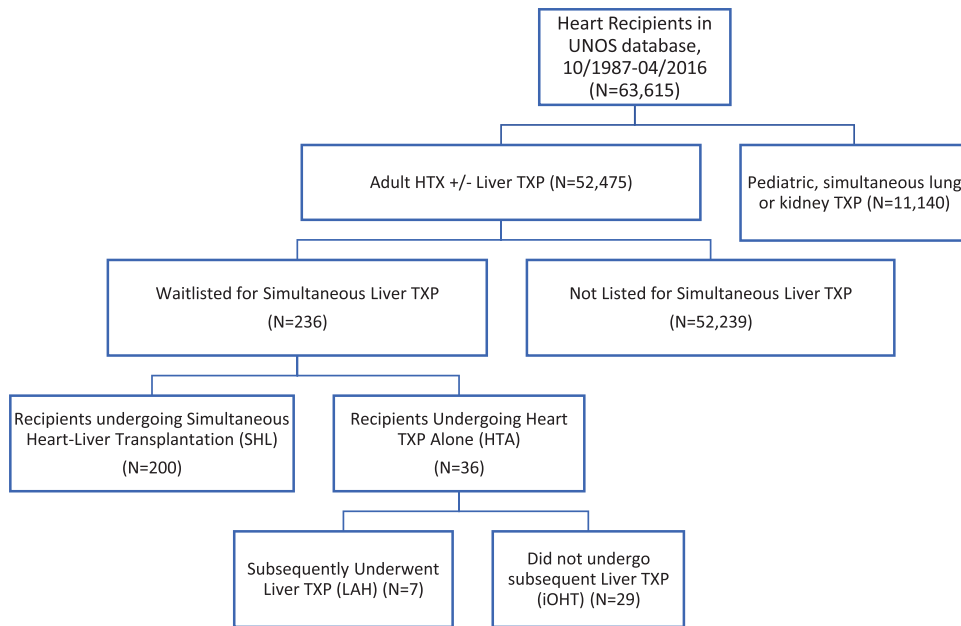 Heart Recipients in
UNOS database,
10/1987-04/2016
(N=63,615)
Adult HTX +/- Liver TXP (N=52,475)
Pediatric, simultaneous lung
or kidney TXP (N=11,140)
Waitlisted for Simultaneous Liver TXP
(N=236)
Not Listed for Simultaneous Liver TXP
(N=52,239)
Recipients undergoing Simultaneous
Heart-Liver Transplantation (SHL)
(N=200)
Recipients Undergoing Heart
TXP Alone (HTA)
(N=36)
Subsequently Underwent
Liver TXP (LAH) (N=7)
Did not undergo
subsequent Liver TXP
(iOHT) (N=29)